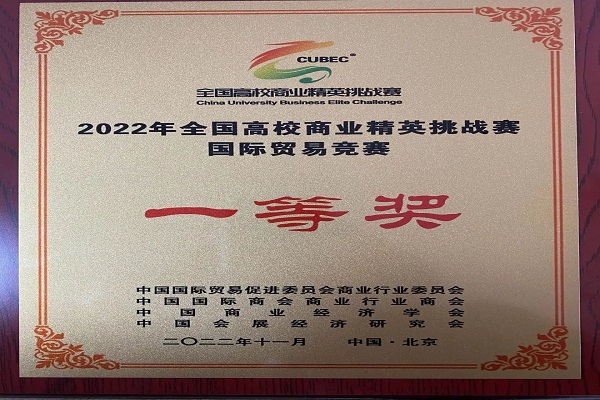 CUBEC®
全国高校商业精英挑战赛
China University Business Elite Challenge
2022年全国高校商业精英挑战赛
国际贸易竞赛
一等奖
中国国际贸易促进委员会商业行业委员会
中国国际商会商业行业商会
中国商业经济学会
中国会展经济研究会
二〇二二年十一月 中国·北京